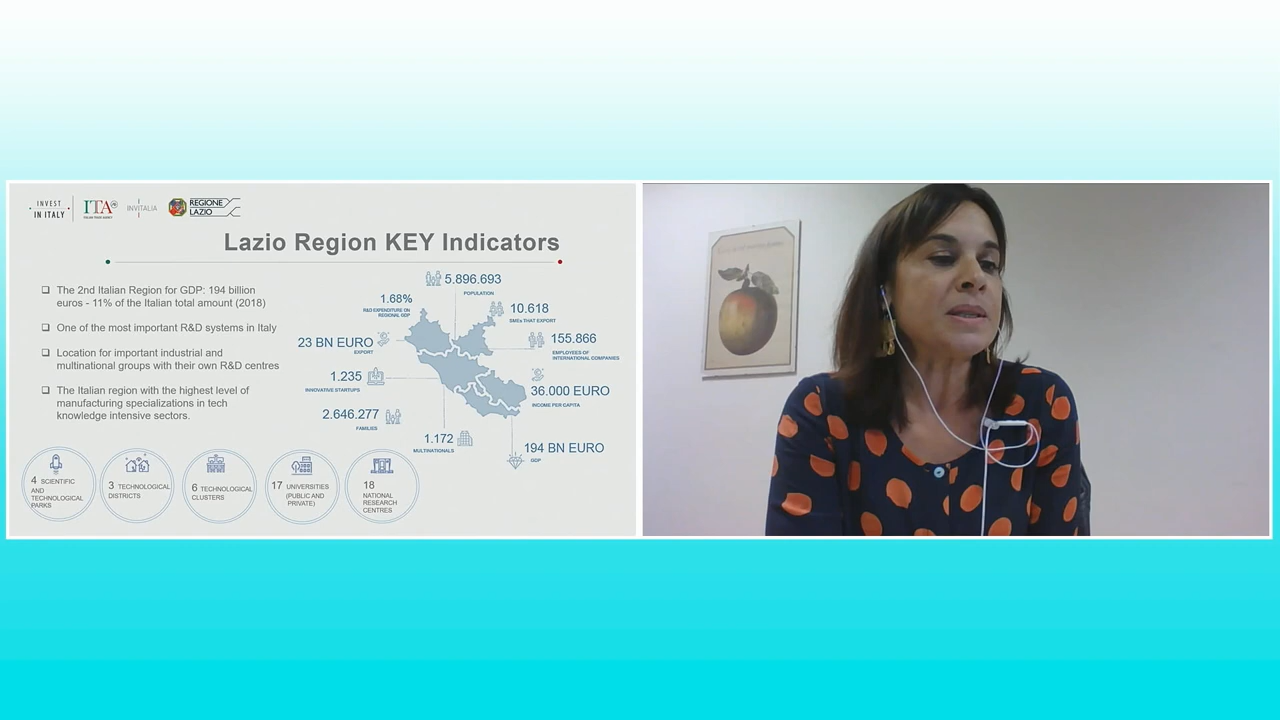 INVEST
IN ITALY
ITA
INVITALIA
REGIONE
LAZIO
Lazio Region KEY Indicators
The 2nd Italian Region for GDP: 194 billion
euros - 11% of the Italian total amount (2018)
One of the most important R&D systems in Italy
Location for important industrial and
multinational groups with their own R&D centres
The Italian region with the highest level of
manufacturing specializations in tech
knowledge intensive sectors.
5.896.693
POPULATION
1.68%
R&D EXPENDITURE ON
REGIONAL GDP
10.618
SMEs THAT EXPORT
23 BN EURO
EXPORT
155.866
EMPLOYEES OF
INTERNATIONAL COMPANIES
1.235
INNOVATIVE STARTUPS
36.000 EURO
INCOME PER CAPITA
2.646.277
FAMILIES
1.172
MULTINATIONALS
194 BN EURO
GDP
4 SCIENTIFIC
AND
TECHNOLOGICAL
PARKS
3 TECHNOLOGICAL
DISTRICTS
6 TECHNOLOGICAL
CLUSTERS
17 UNIVERSITIES
(PUBLIC AND
PRIVATE)
18
NATIONAL
RESEARCH
CENTRES